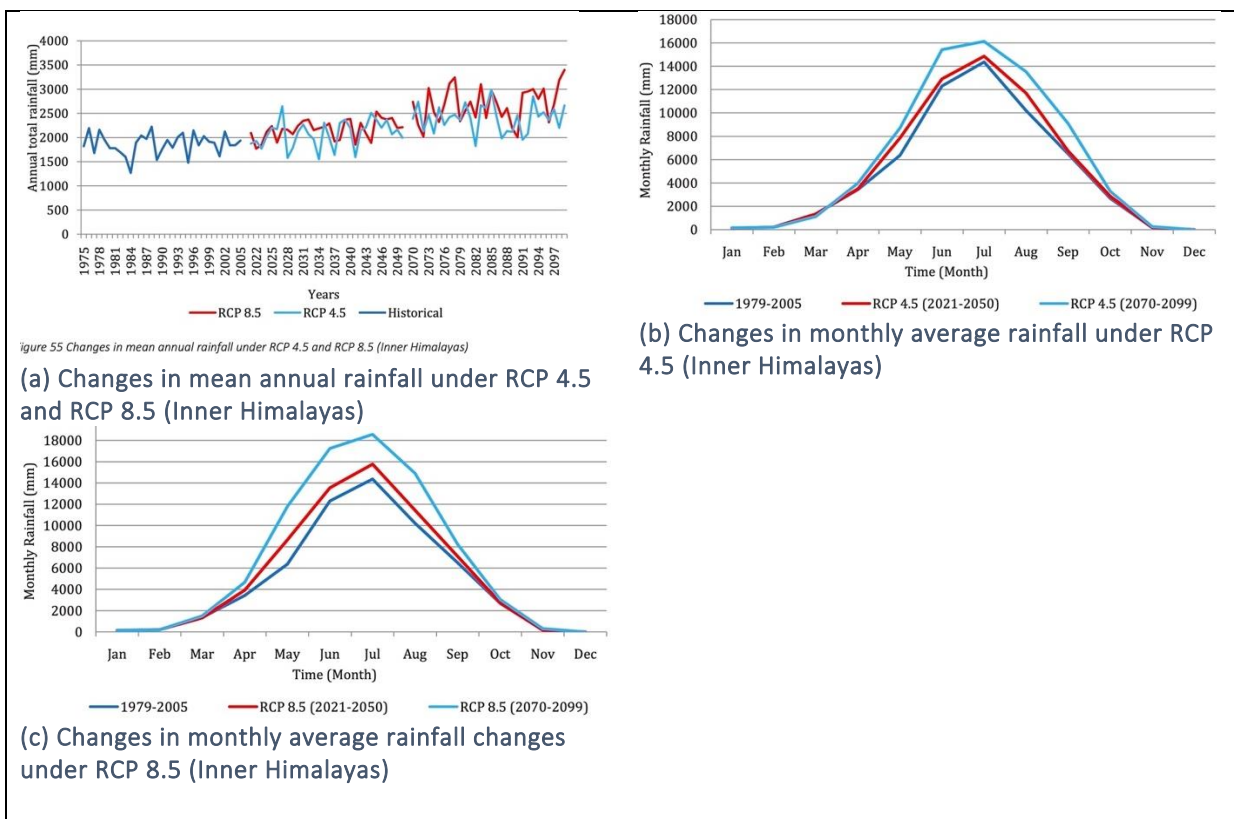 4000
3500
3000
2500
2000
1500
1000
500
0
Annual total rainfall (mm)
1975 1978 1981 1984 1987 1990 1993 1996 1999 2002 2005 2022 2025 2028 2031 2034 2037 2040 2043 2046 2049 2070 2073 2076 2079 2082 2085 2088 2091 2094 2097
Years
RCP 8.5 RCP 4.5 Historical
igure 55 Changes in mean annual rainfall under RCP 4.5 and RCP 8.5 (Inner Himalayas)
(a) Changes in mean annual rainfall under RCP 4.5
and RCP 8.5 (Inner Himalayas)
18000
16000
14000
12000
10000
8000
6000
4000
2000
0
Monthly Rainfall (mm)
Jan Feb Mar Apr May Jun Jul Aug Sep Oct Nov Dec
Time (Month)
1979-2005 RCP 4.5 (2021-2050) RCP 4.5 (2070-2099)
(b) Changes in monthly average rainfall under RCP
4.5 (Inner Himalayas)
18000
16000
14000
12000
10000
8000
6000
4000
2000
0
Monthly Rainfall (mm)
Jan Feb Mar Apr May Jun Jul Aug Sep Oct Nov Dec
Time (Month)
1979-2005 RCP 8.5 (2021-2050) RCP 8.5 (2070-2099)
(c) Changes in monthly average rainfall changes
under RCP 8.5 (Inner Himalayas)